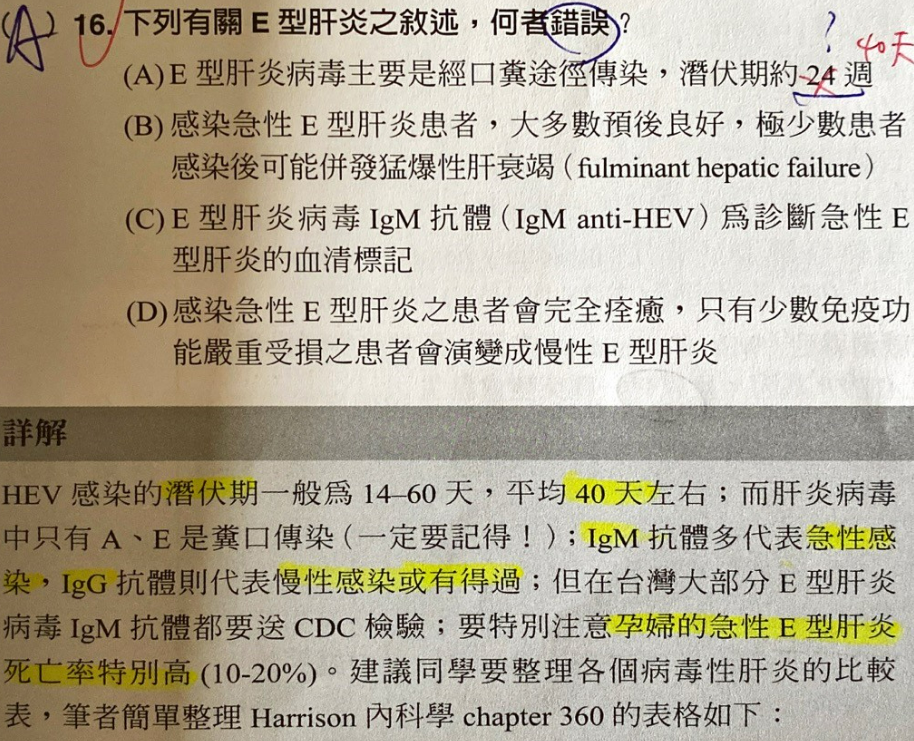 (A) 16. 下列有關 E 型肝炎之敘述，何者錯誤？
? 40天
(A) E 型肝炎病毒主要是經口糞途徑傳染，潛伏期約 24 週
(B) 感染急性 E 型肝炎患者，大多數預後良好，極少數患者
感染後可能併發猛爆性肝衰竭（fulminant hepatic failure）
(C) E 型肝炎病毒 IgM 抗體（IgM anti-HEV）爲診斷急性 E
型肝炎的血清標記
(D) 感染急性 E 型肝炎之患者會完全痊癒，只有少數免疫功
能嚴重受損之患者會演變成慢性 E 型肝炎
詳解
HEV 感染的潛伏期一般爲 14–60 天，平均 40 天左右；而肝炎病毒
中只有 A、E 是糞口傳染（一定要記得！）；IgM 抗體多代表急性感
染，IgG 抗體則代表慢性感染或有得過；但在台灣大部分 E 型肝炎
病毒 IgM 抗體都要送 CDC 檢驗；要特別注意孕婦的急性 E 型肝炎
死亡率特別高 (10-20%)。建議同學要整理各個病毒性肝炎的比較
表，筆者簡單整理 Harrison 內科學 chapter 360 的表格如下：